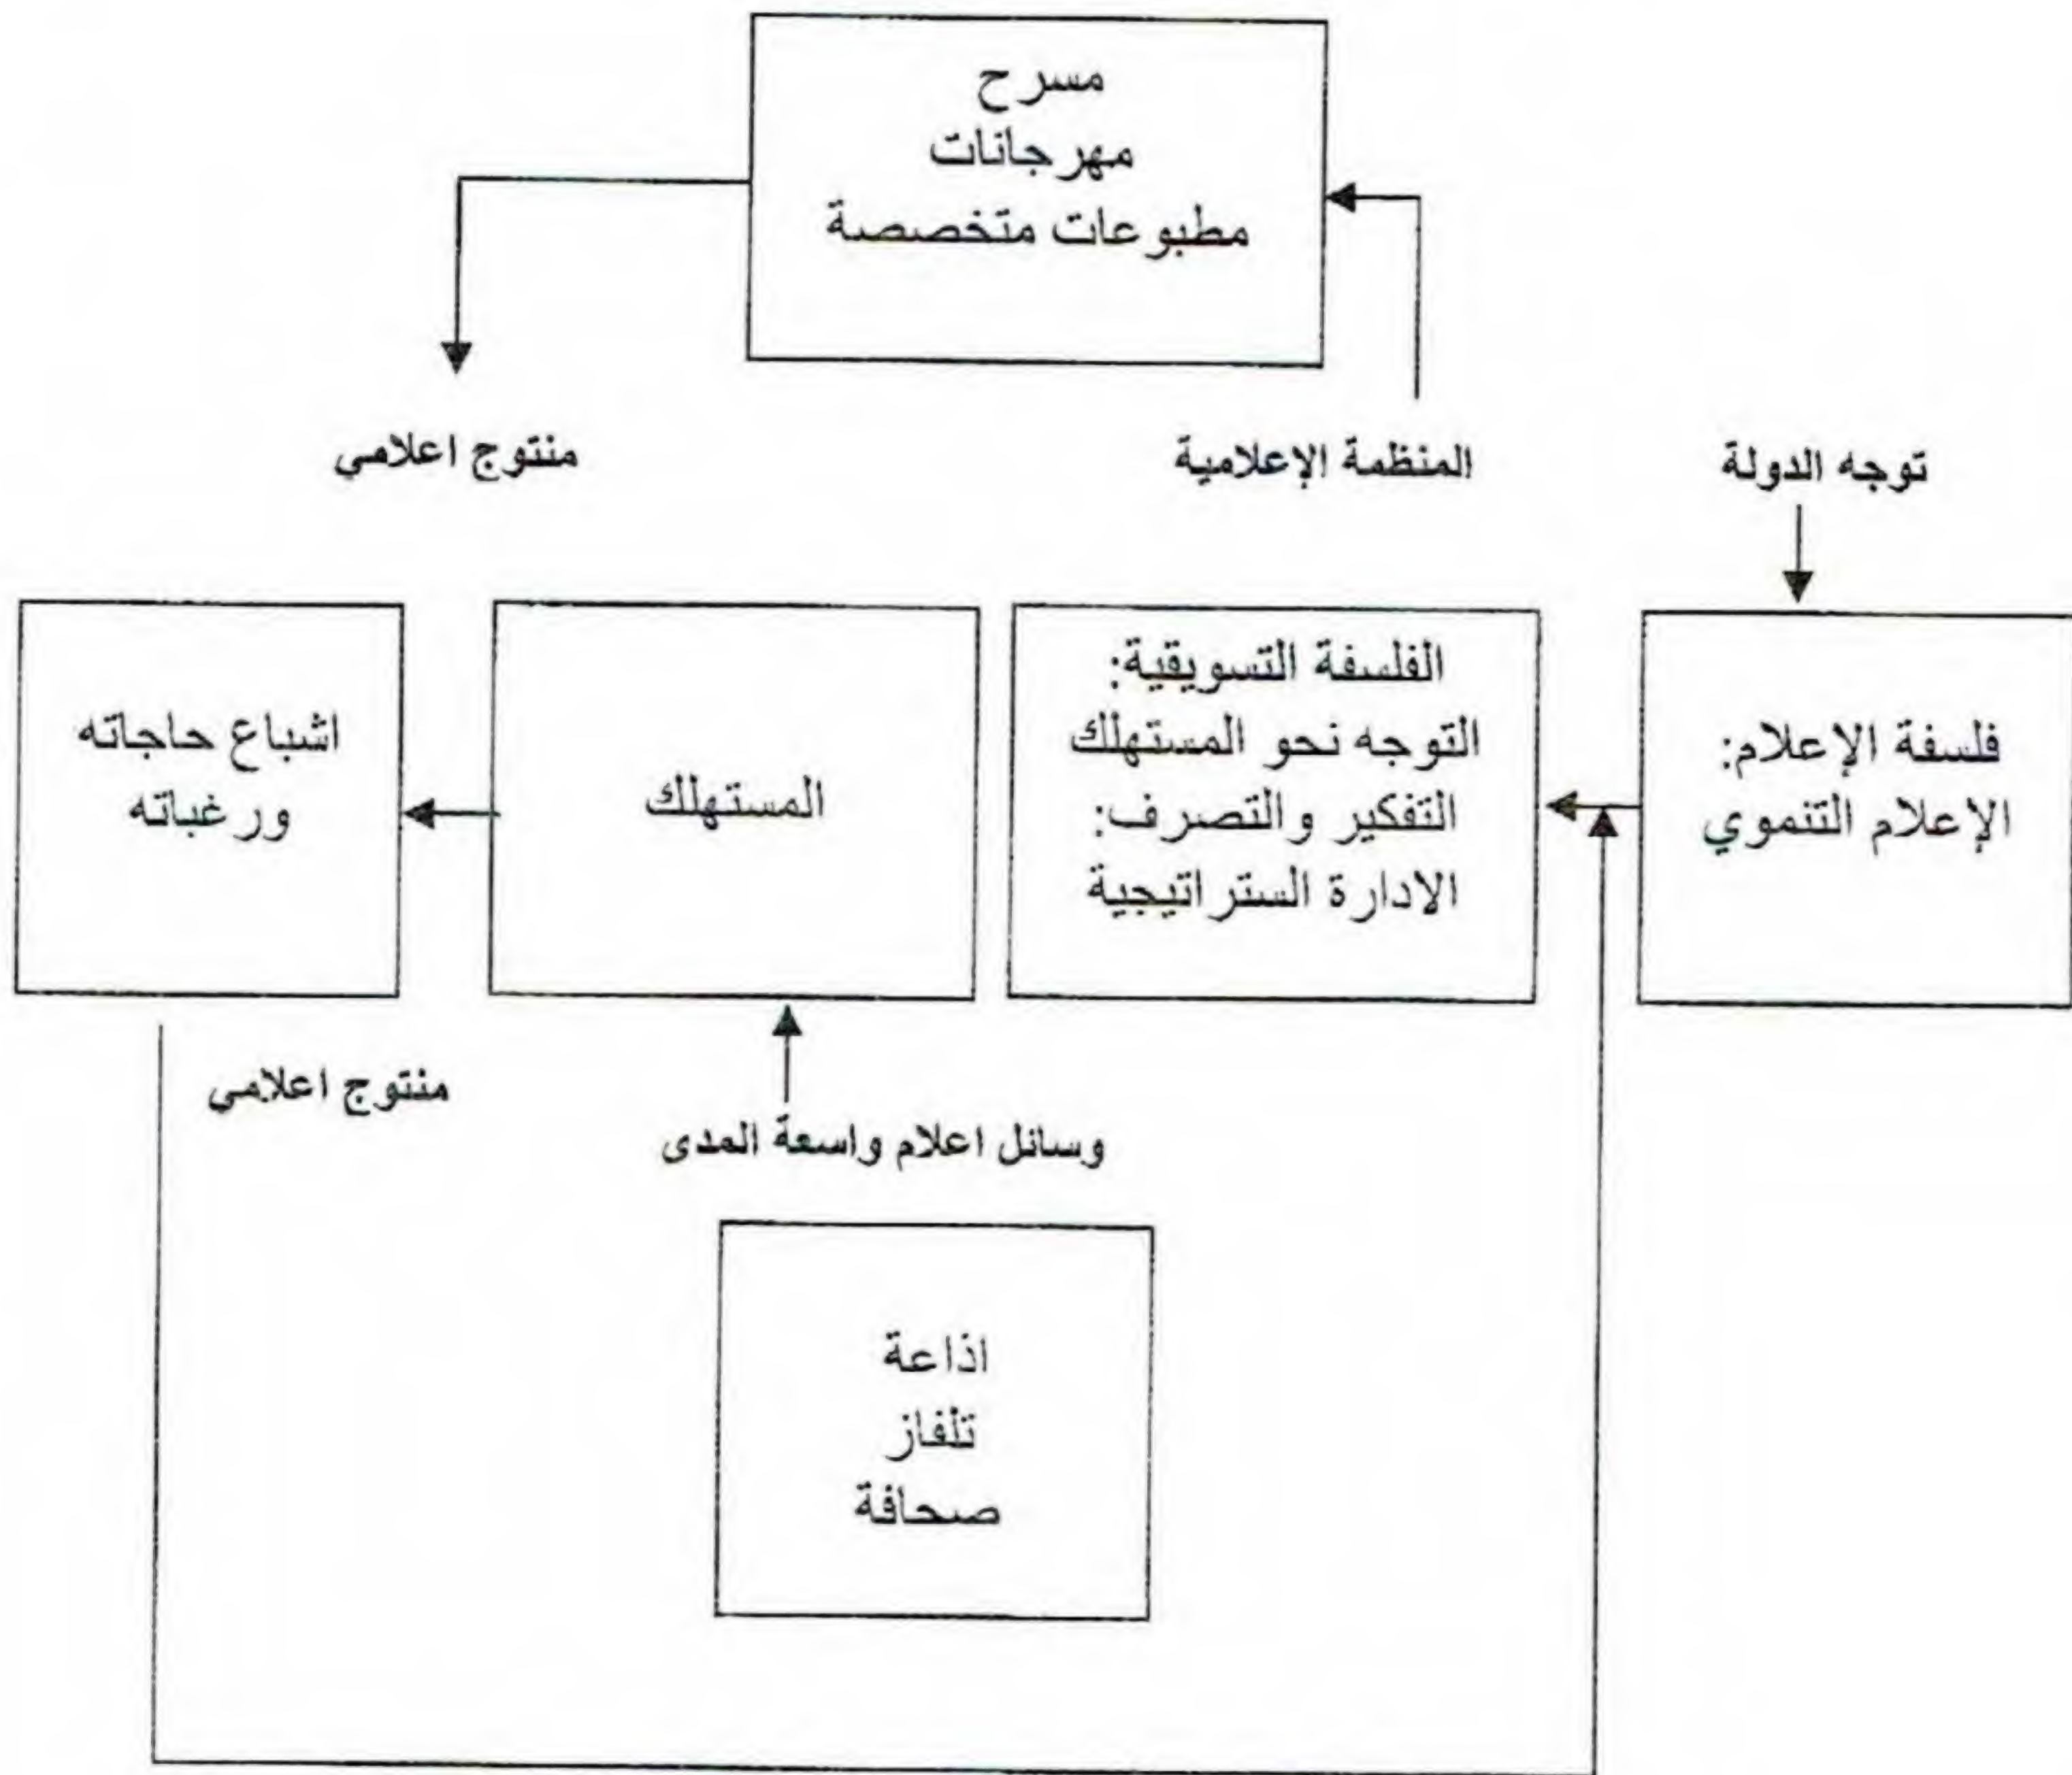 مسرح
مهرجانات
مطبوعات متخصصة
توجه الدولة
المنظمة الإعلامية
منتوج اعلامي
فلسفة الإعلام:
الإعلام التنموي
الفلسفة التسويقية:
التوجه نحو المستهلك
التفكير والتصرف:
الادارة الستراتيجية
المستهلك
اشباع حاجاته
ورغباته
منتوج اعلامي
وسائل اعلام واسعة المدى
اذاعة
تلفاز
صحافة